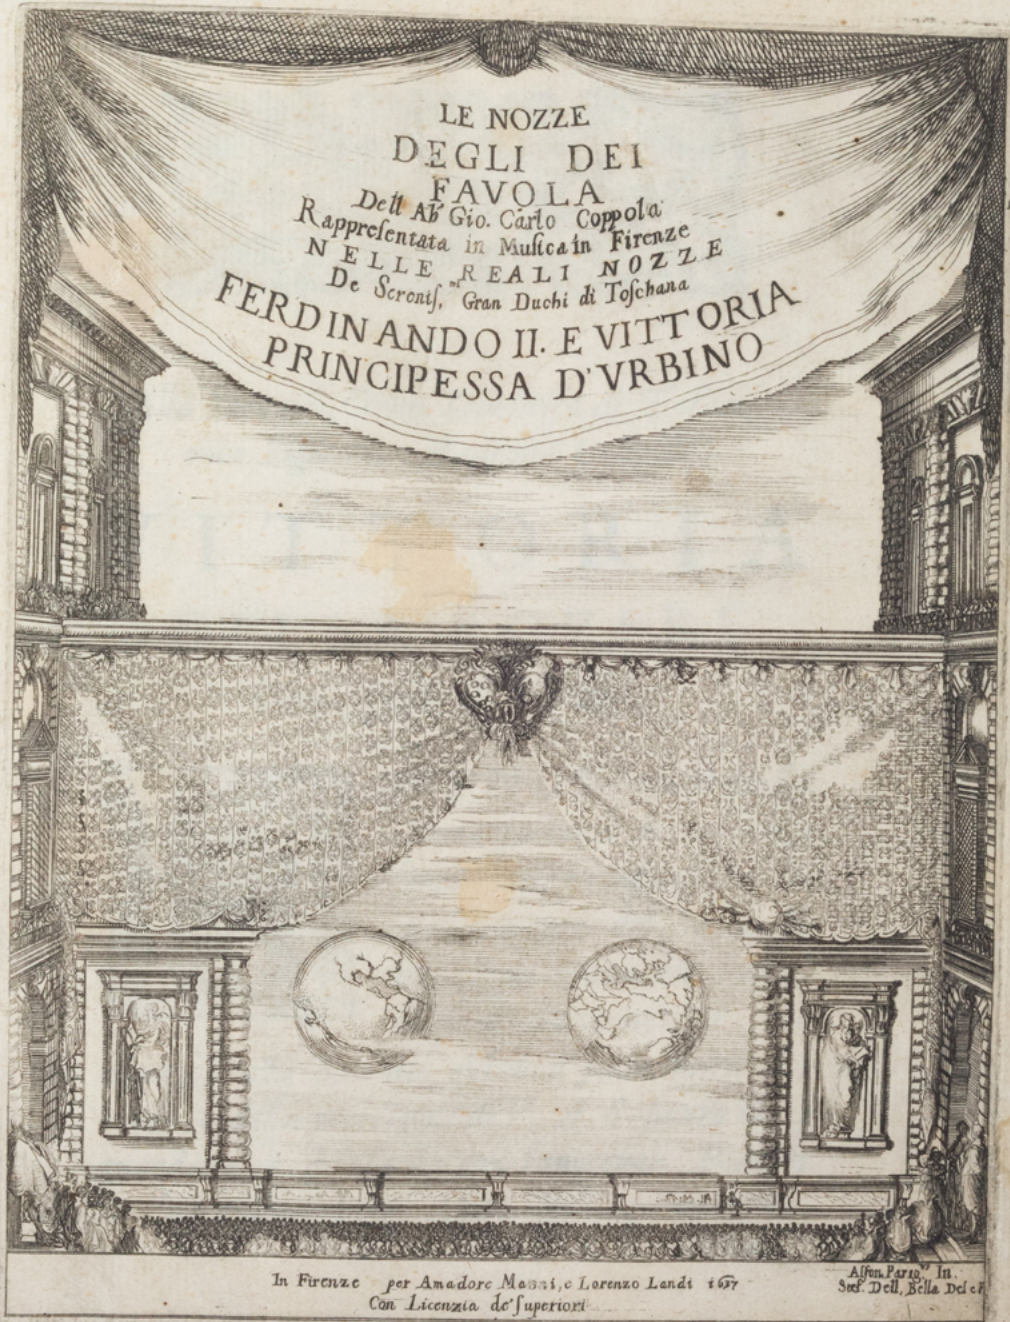 LE NOZZE
DEGLI DEI
FAVOLA
Dell Ab' Gio. Carlo Coppola
Rappresentata in Musica in Firenze
NELLE REALI NOZZE
De Serenis,mi Gran Duchi di Toschana
FERDINANDO II. E VITTORIA
PRINCIPESSA D'VRBINO
In Firenze per Amadore Massi, e Lorenzo Landi 1637
Con Licenzia de' Superiori
Alfon. Parigii In.
Stef. Dell, Bella Del e F